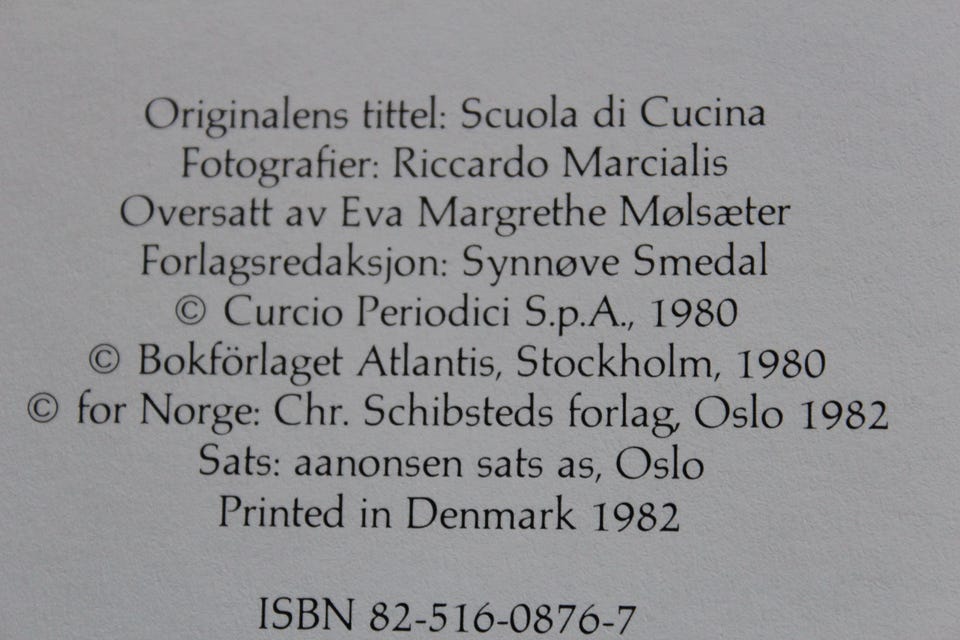 Originalens tittel: Scuola di Cucina
Fotografier: Riccardo Marcialis
Oversatt av Eva Margrethe Mølsæter
Forlagsredaksjon: Synnøve Smedal
© Curcio Periodici S.p.A., 1980
© Bokförlaget Atlantis, Stockholm, 1980
© for Norge: Chr. Schibsteds forlag, Oslo 1982
Sats: aanonsen sats as, Oslo
Printed in Denmark 1982
ISBN 82-516-0876-7